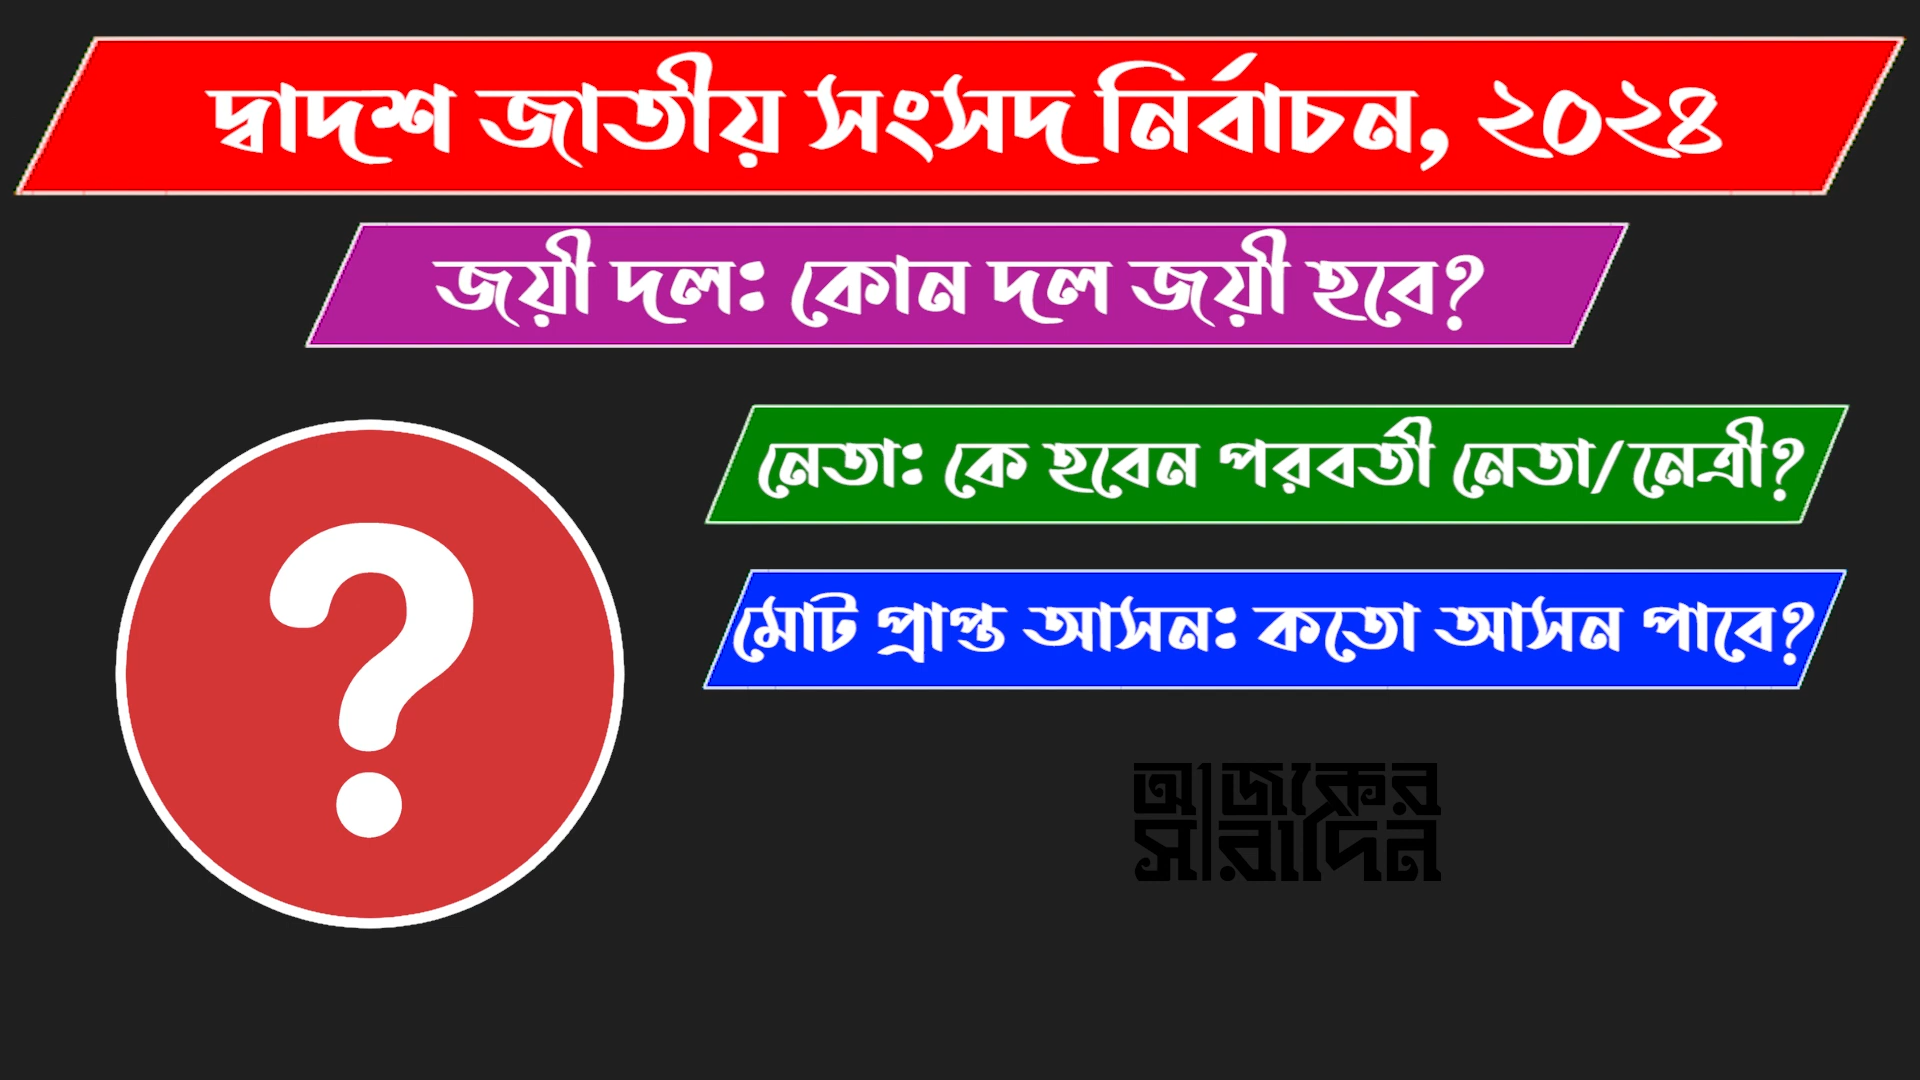 দ্বাদশ জাতীয় সংসদ নির্বাচন, ২০২৪
জয়ী দল: কোন দল জয়ী হবে?
নেতা: কে হবেন পরবর্তী নেতা/নেত্রী?
মোট প্রাপ্ত আসন: কতো আসন পাবে?
আজকের
সারাদিন